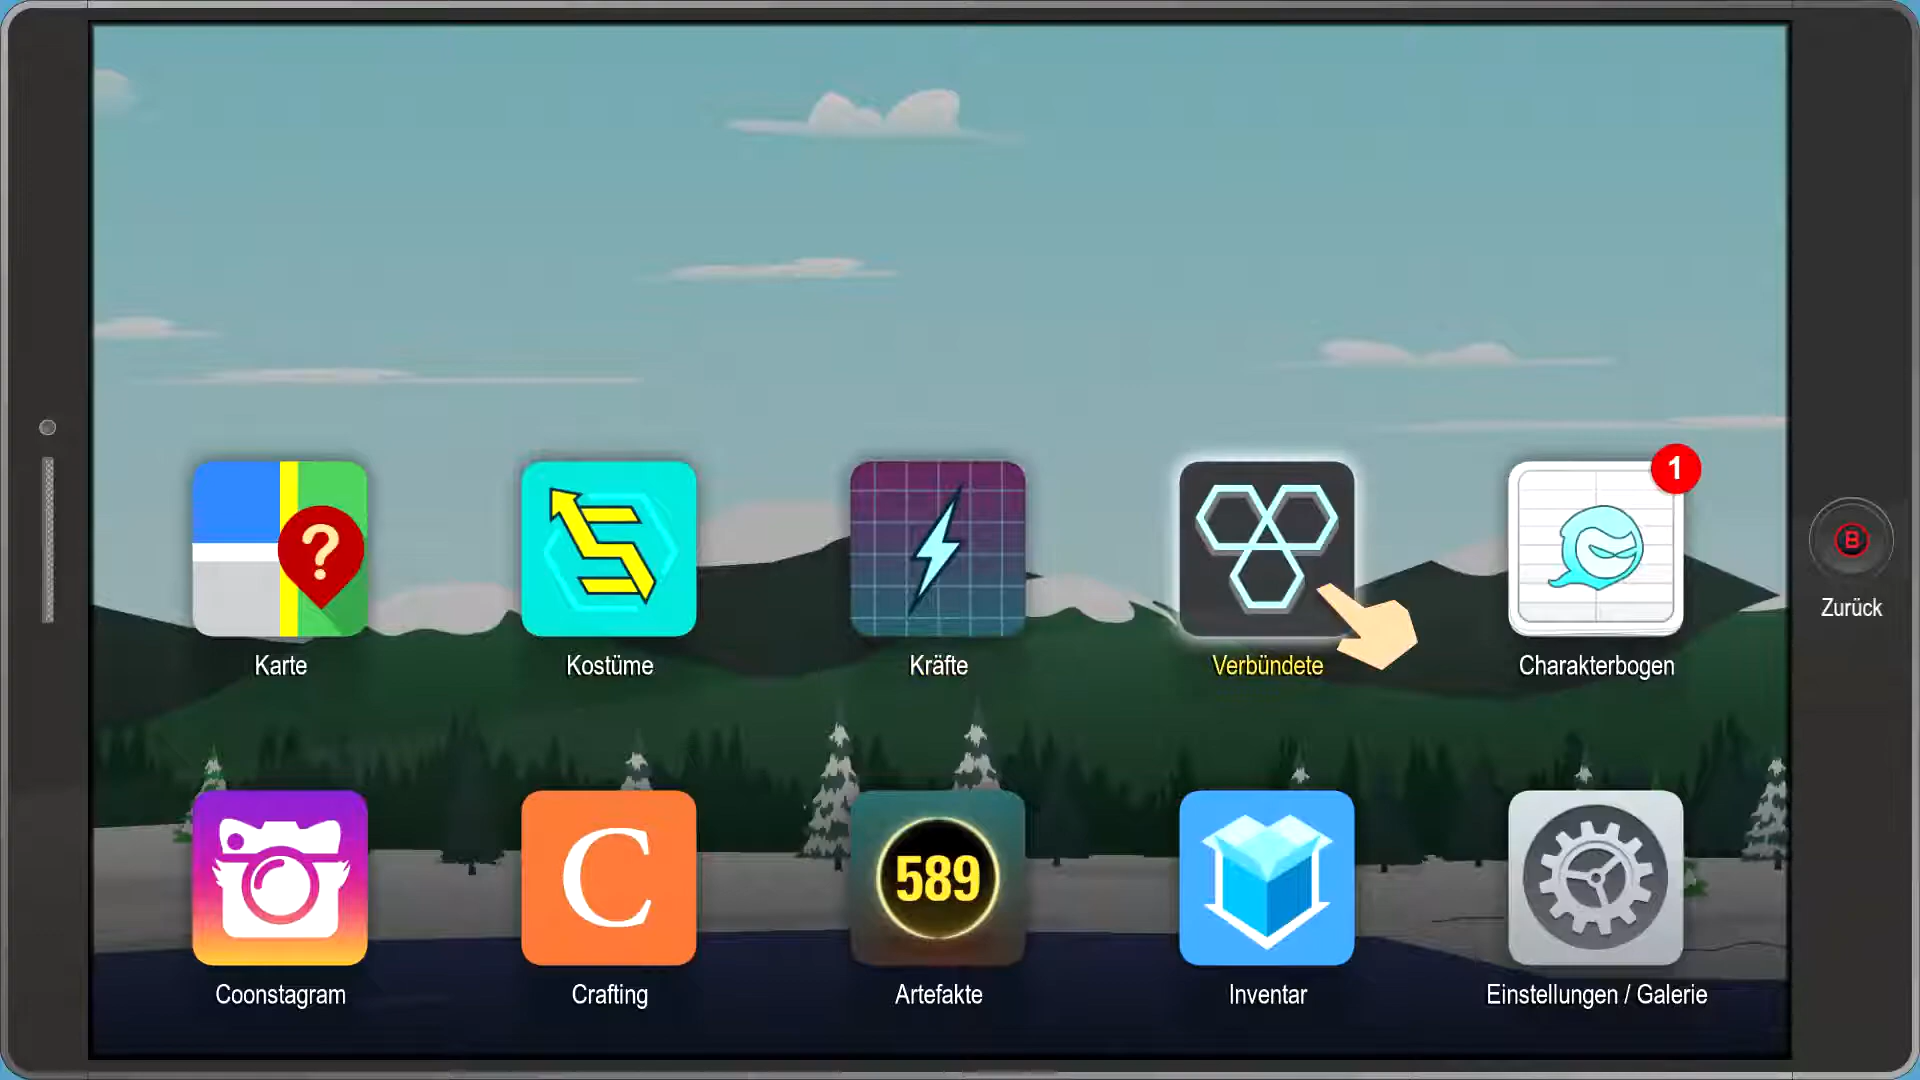 ?
1
Karte
Kostüme
Kräfte
Verbündete
Charakterbogen
B
Zurück
C
589
Coonstagram
Crafting
Artefakte
Inventar
Einstellungen / Galerie